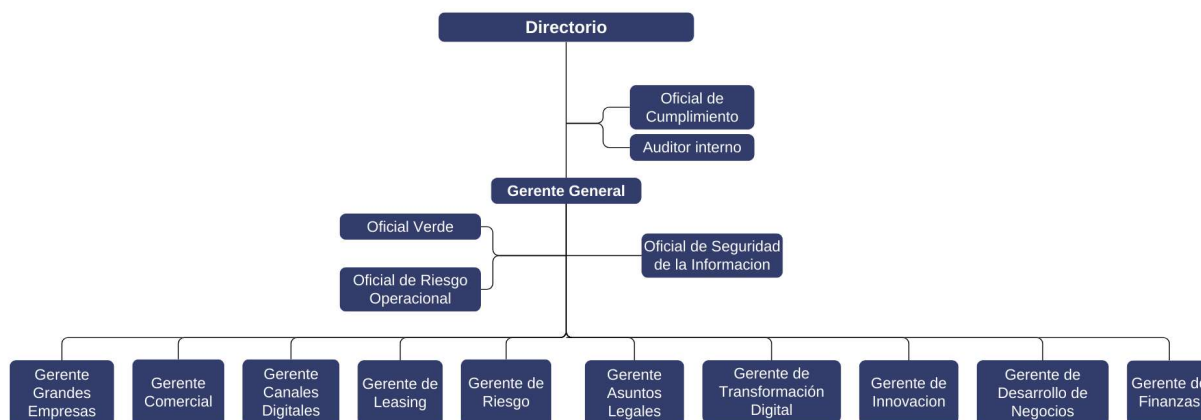 Directorio
Oficial de
Cumplimiento
Auditor interno
Gerente General
Oficial Verde
Oficial de Seguridad
de la Informacion
Oficial de Riesgo
Operacional
Gerente
Grandes
Empresas
Gerente
Comercial
Gerente
Canales
Digitales
Gerente de
Leasing
Gerente de
Riesgo
Gerente
Asuntos
Legales
Gerente de
Transformación
Digital
Gerente de
Innovacion
Gerente de
Desarrollo de
Negocios
Gerente de
Finanzas